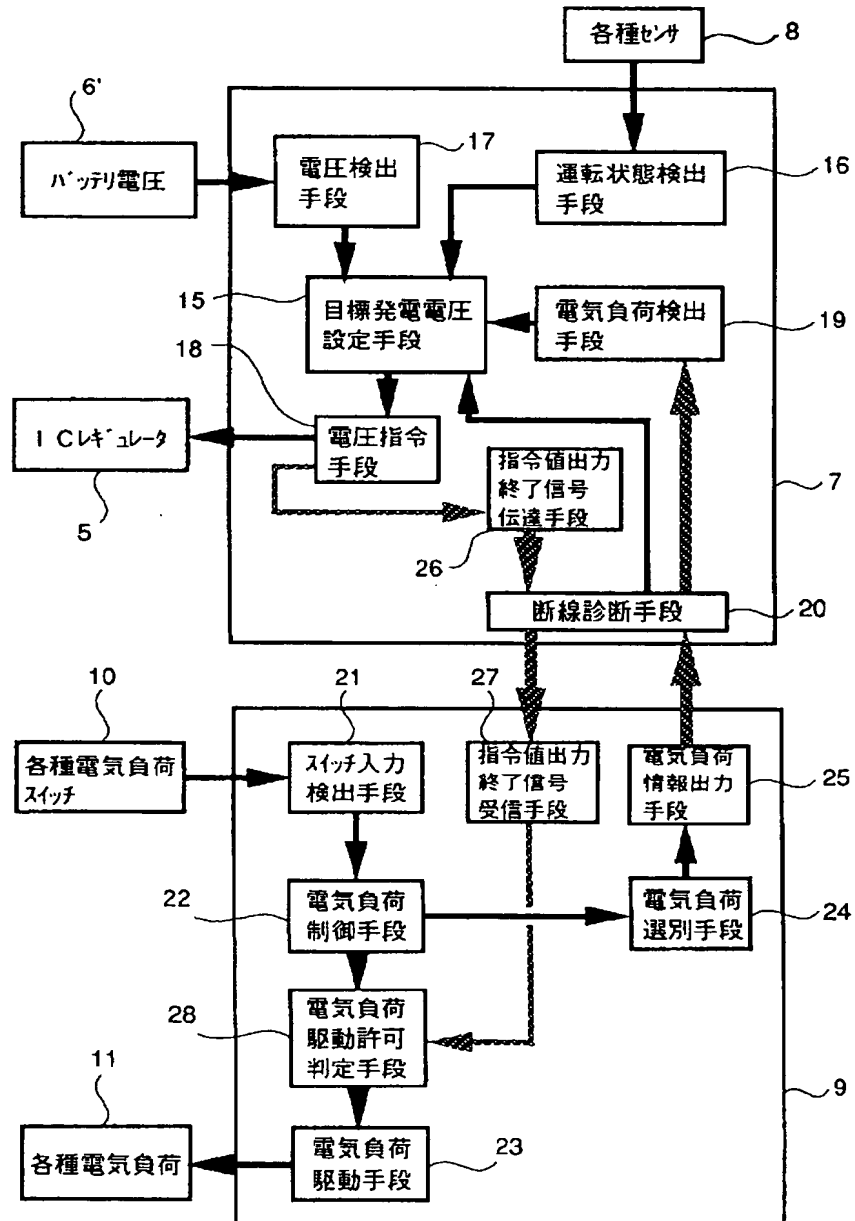 各種センサ
8
6'
バッテリ電圧
17
電圧検出
手段
運転状態検出
手段
16
15
目標発電電圧
設定手段
電気負荷検出
手段
19
18
ICレギュレータ
5
電圧指令
手段
指令値出力
終了信号
伝達手段
26
7
断線診断手段
20
10
各種電気負荷
スイッチ
21
スイッチ入力
検出手段
27
指令値出力
終了信号
受信手段
電気負荷
情報出力
手段
25
22
電気負荷
制御手段
電気負荷
選別手段
24
28
電気負荷
駆動許可
判定手段
11
各種電気負荷
電気負荷
駆動手段
23
9